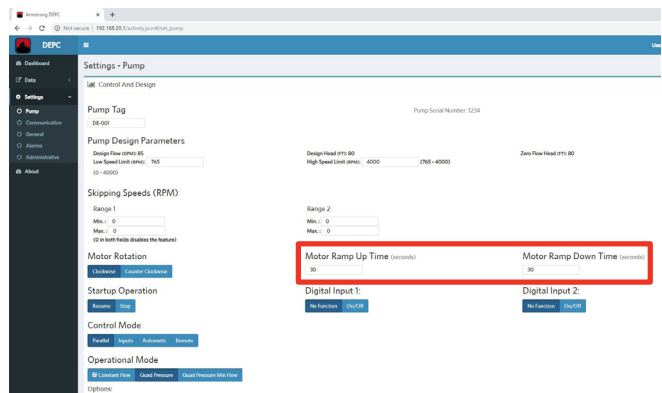 Armstrong DEPC × +
Not secure | 192.168.20.1/activity.json#/set_pump
DEPC
Use
Dashboard
Data
Settings
Pump
Communication
General
Alarms
Administrative
About
Settings - Pump
Control And Design
Pump Tag
Pump Serial Number: 1234
DE-001
Pump Design Parameters
Design Flow (GPM): 85 Design Head (FT): 80 Zero Flow Head (FT): 80
Low Speed Limit (RPM): 765 High Speed Limit (RPM): 4000 (765 - 4000)
(0 - 4000)
Skipping Speeds (RPM)
Range 1 Range 2
Min. : 0 Min. : 0
Max. : 0 Max. : 0
(0 in both fields disables the feature)
Motor Rotation Motor Ramp Up Time (seconds) Motor Ramp Down Time (seconds)
Clockwise Counter Clockwise 30 30
Startup Operation Digital Input 1: Digital Input 2:
Resume Stop No Function On/Off No Function On/Off
Control Mode
Parallel Inputs Automatic Remote
Operational Mode
Constant Flow Quad Pressure Quad Pressure Min Flow
Options: